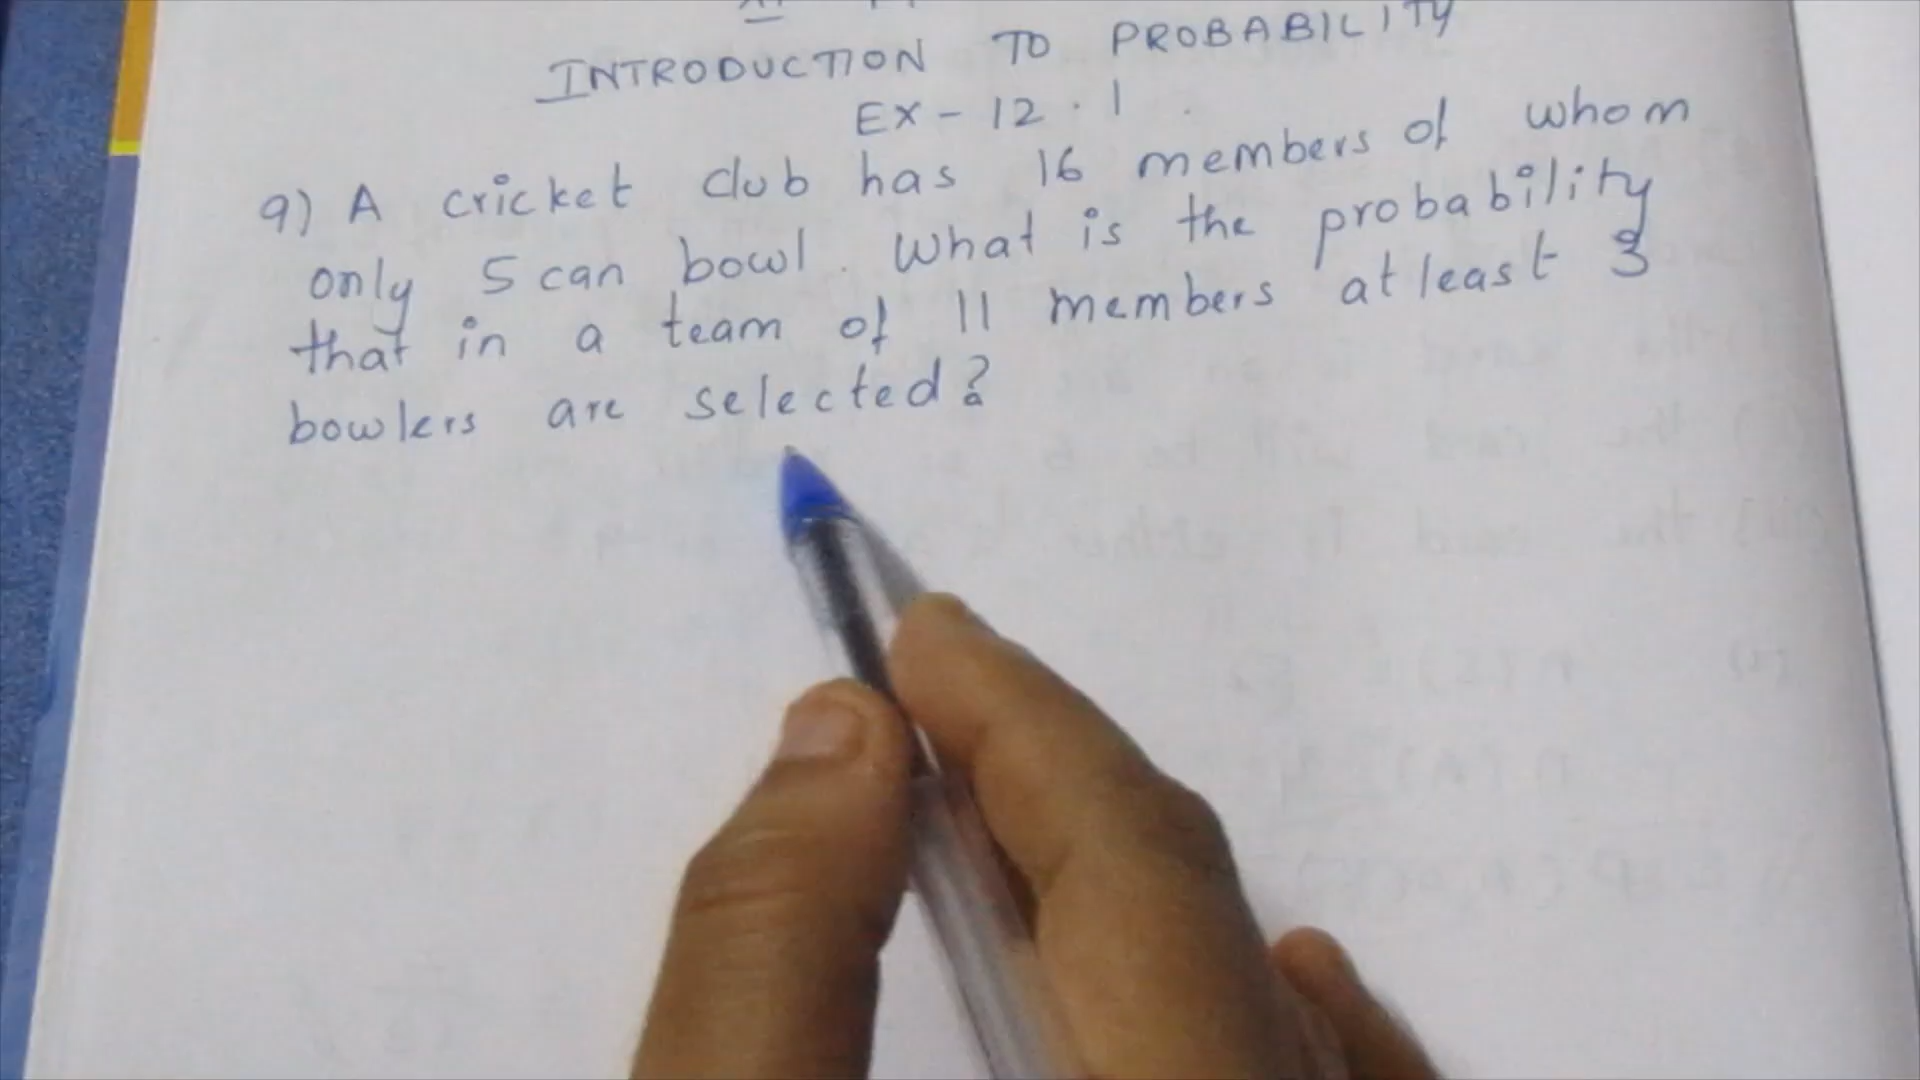 INTRODUCTION TO PROBABILITY
EX - 12.1
9) A cricket club has 16 members of whom
only 5 can bowl. What is the probability
that in a team of 11 members atleast 3
bowlers are selected?